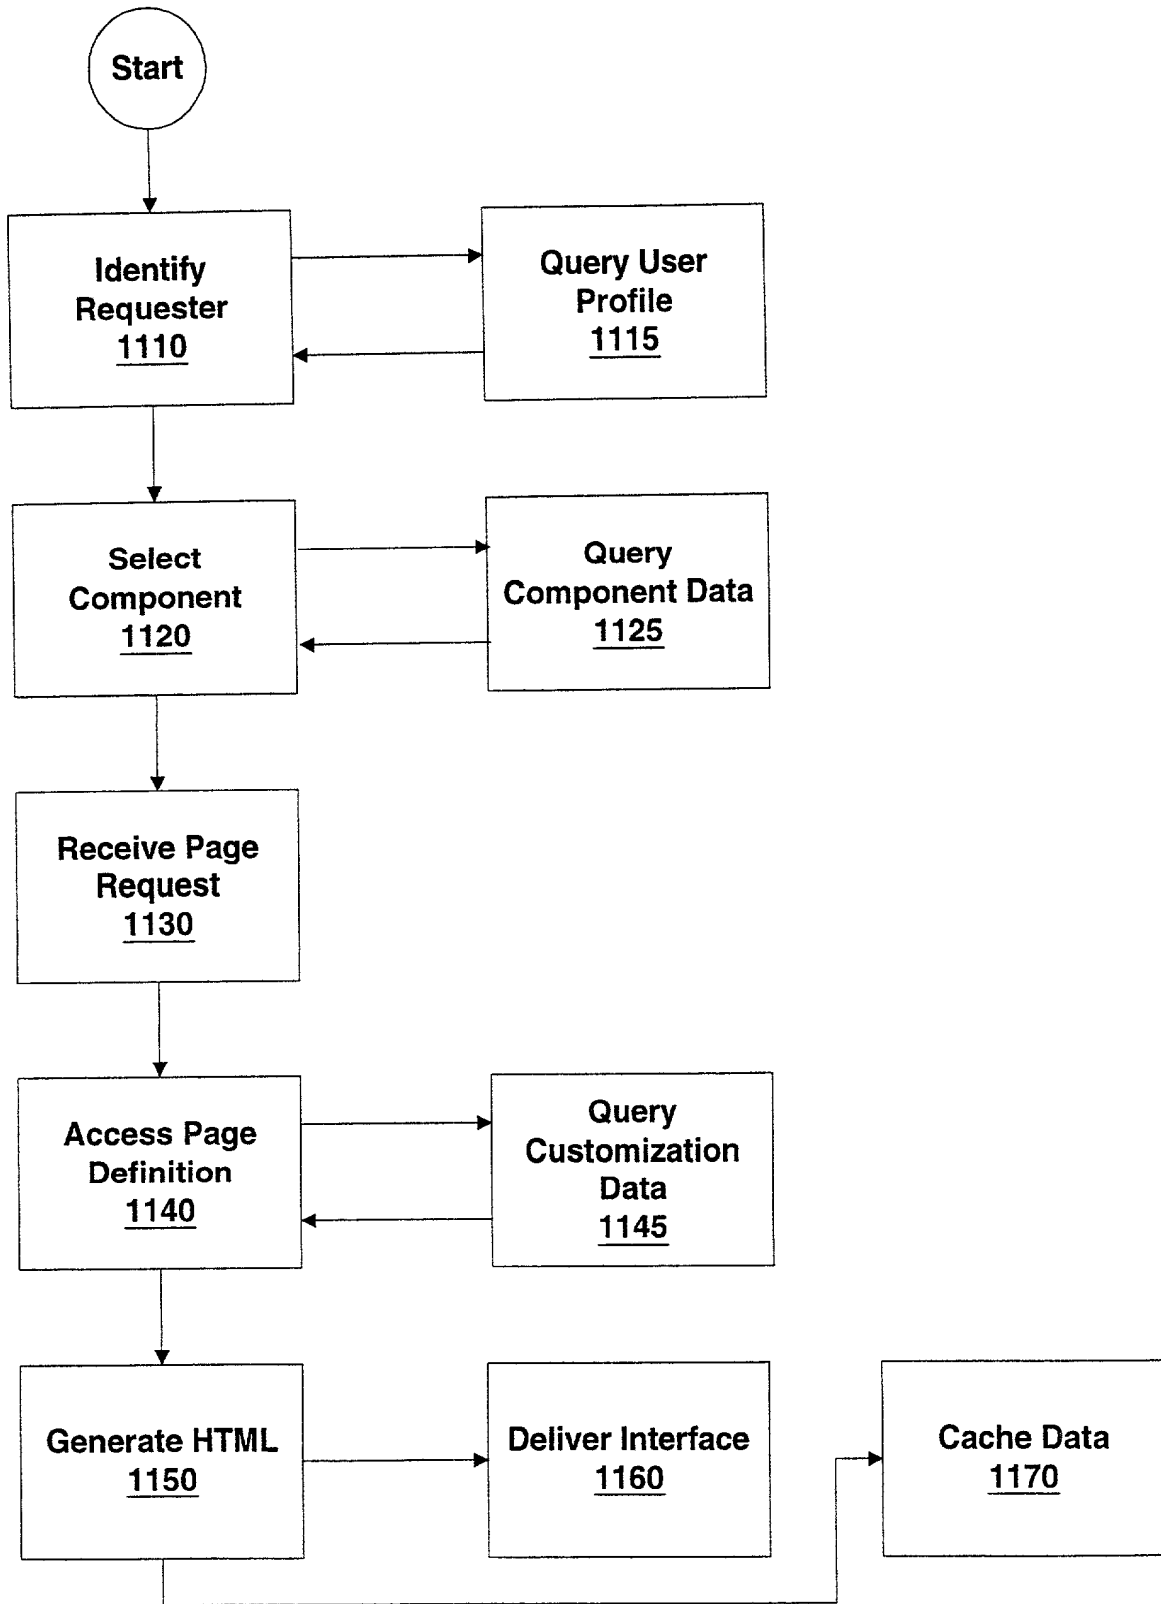 Start
Identify
Requester
1110
Query User
Profile
1115
Select
Component
1120
Query
Component Data
1125
Receive Page
Request
1130
Access Page
Definition
1140
Query
Customization
Data
1145
Generate HTML
1150
Deliver Interface
1160
Cache Data
1170